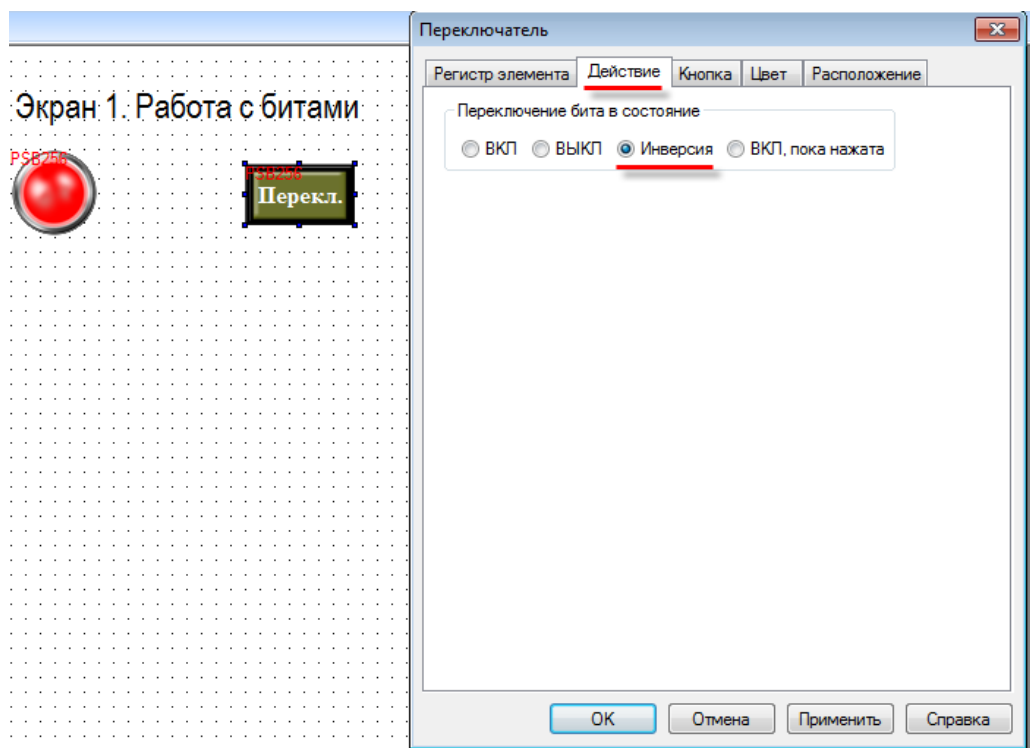 Переключатель
Регистр элемента Действие Кнопка Цвет Расположение
Переключение бита в состояние
ВКЛ ВЫКЛ Инверсия ВКЛ, пока нажата
Экран 1. Работа с битами
PSB256
PSB256
Перекл.
OK Отмена Применить Справка